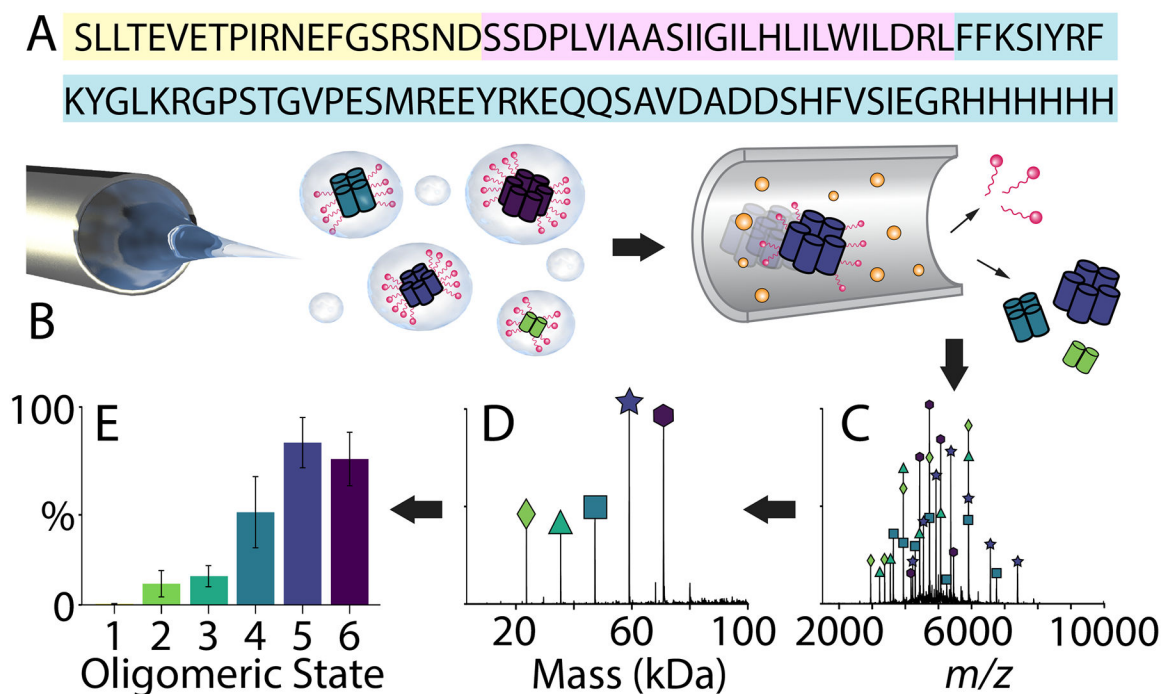 A SLLTEVETPIRNEFGSRSNDSSDPLVIAASIIGILHLILWILDRLFFKSIYRF
KYGLKRGPSTGVPESMREEYRKEQQSAVDADDSHFVSIEGRHHHHHH
B
100 E D C
%
0
1 2 3 4 5 6 20 60 100 2000 6000 10000
Oligomeric State Mass (kDa) m/z